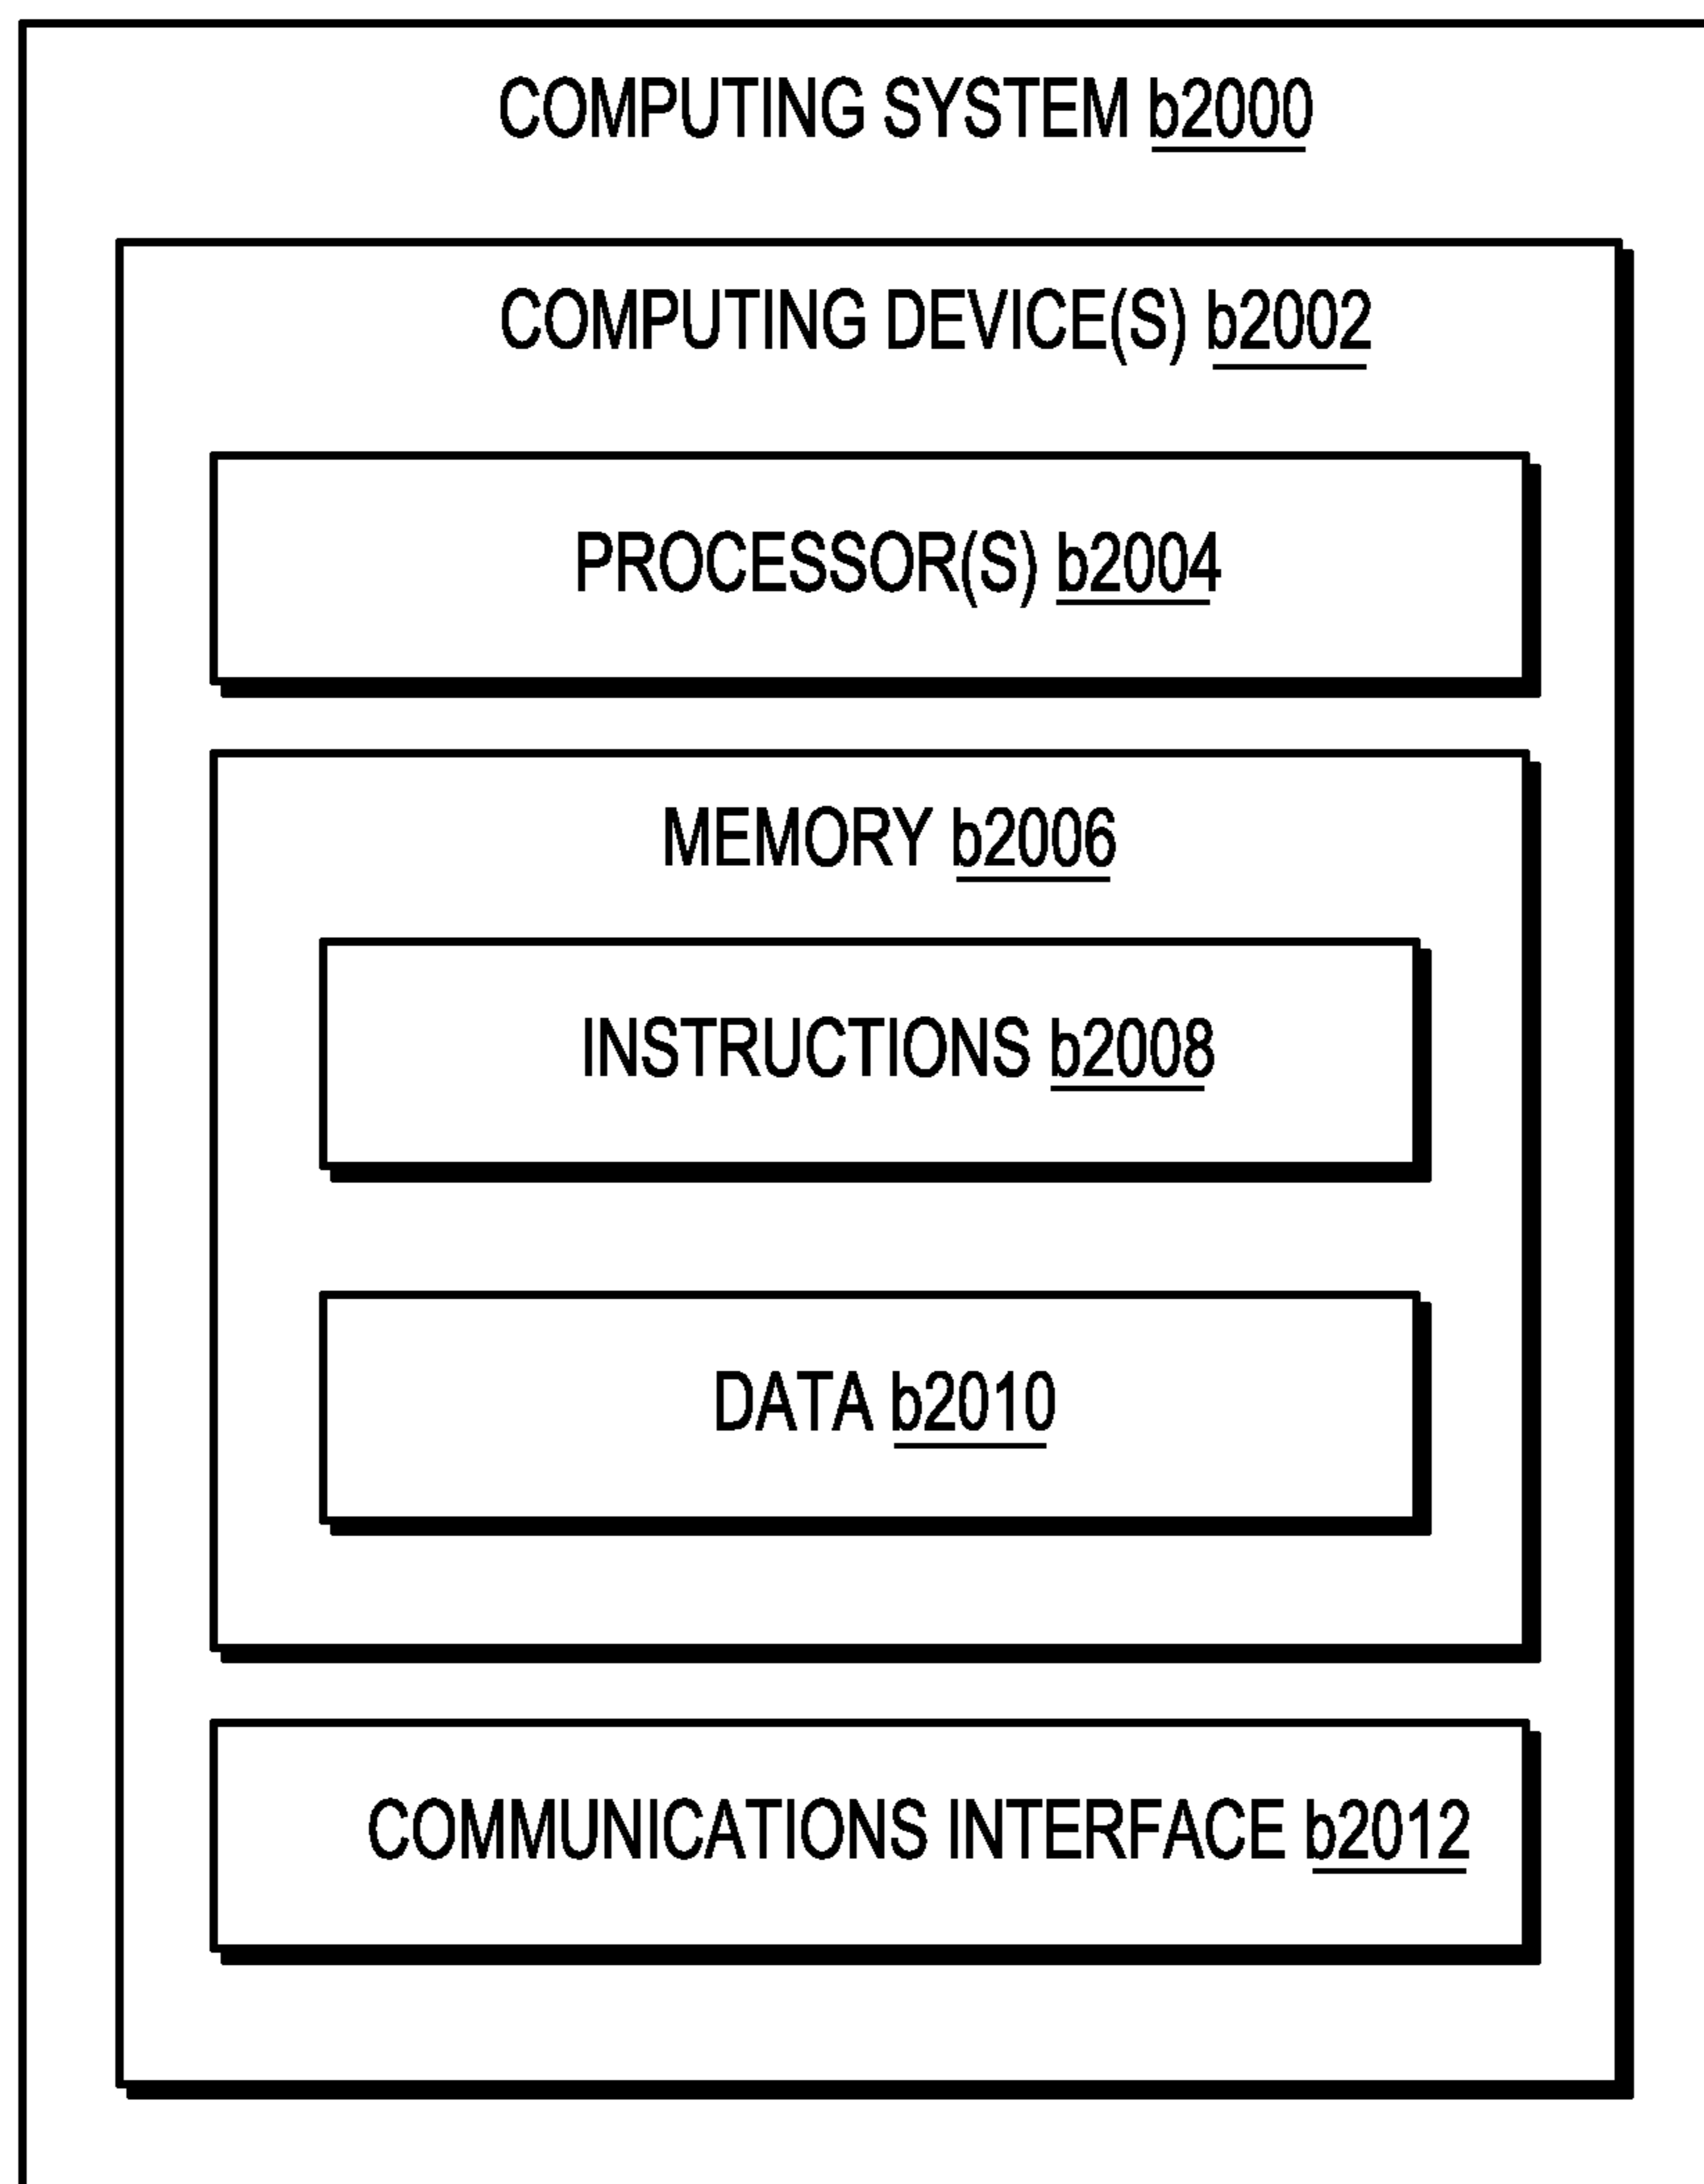 COMPUTING SYSTEM b2000
COMPUTING DEVICE(S) b2002
PROCESSOR(S) b2004
MEMORY b2006
INSTRUCTIONS b2008
DATA b2010
COMMUNICATIONS INTERFACE b2012